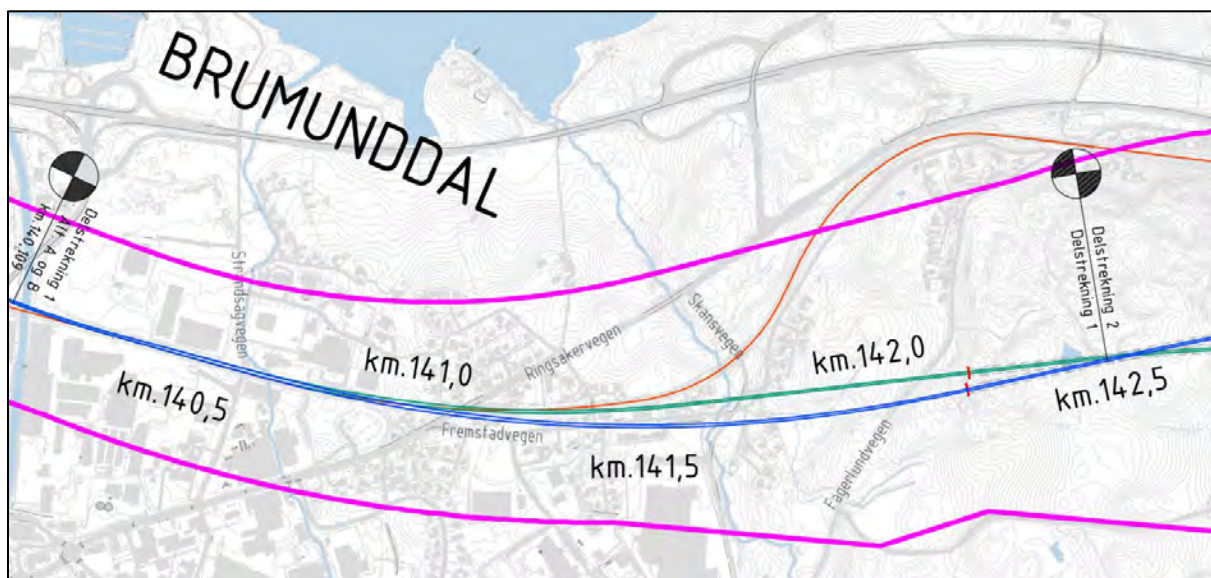 BRUMUNDDAL
Delstrekning 1
Alt. A og B
km.140,109
Strandsagvegen
Ringsakervegen
Skansvegen
Delstrekning 2
Delstrekning 1
km.140,5
km.141,0
km.142,0
km.142,5
Fremstadvegen
km.141,5
Fagerlundvegen